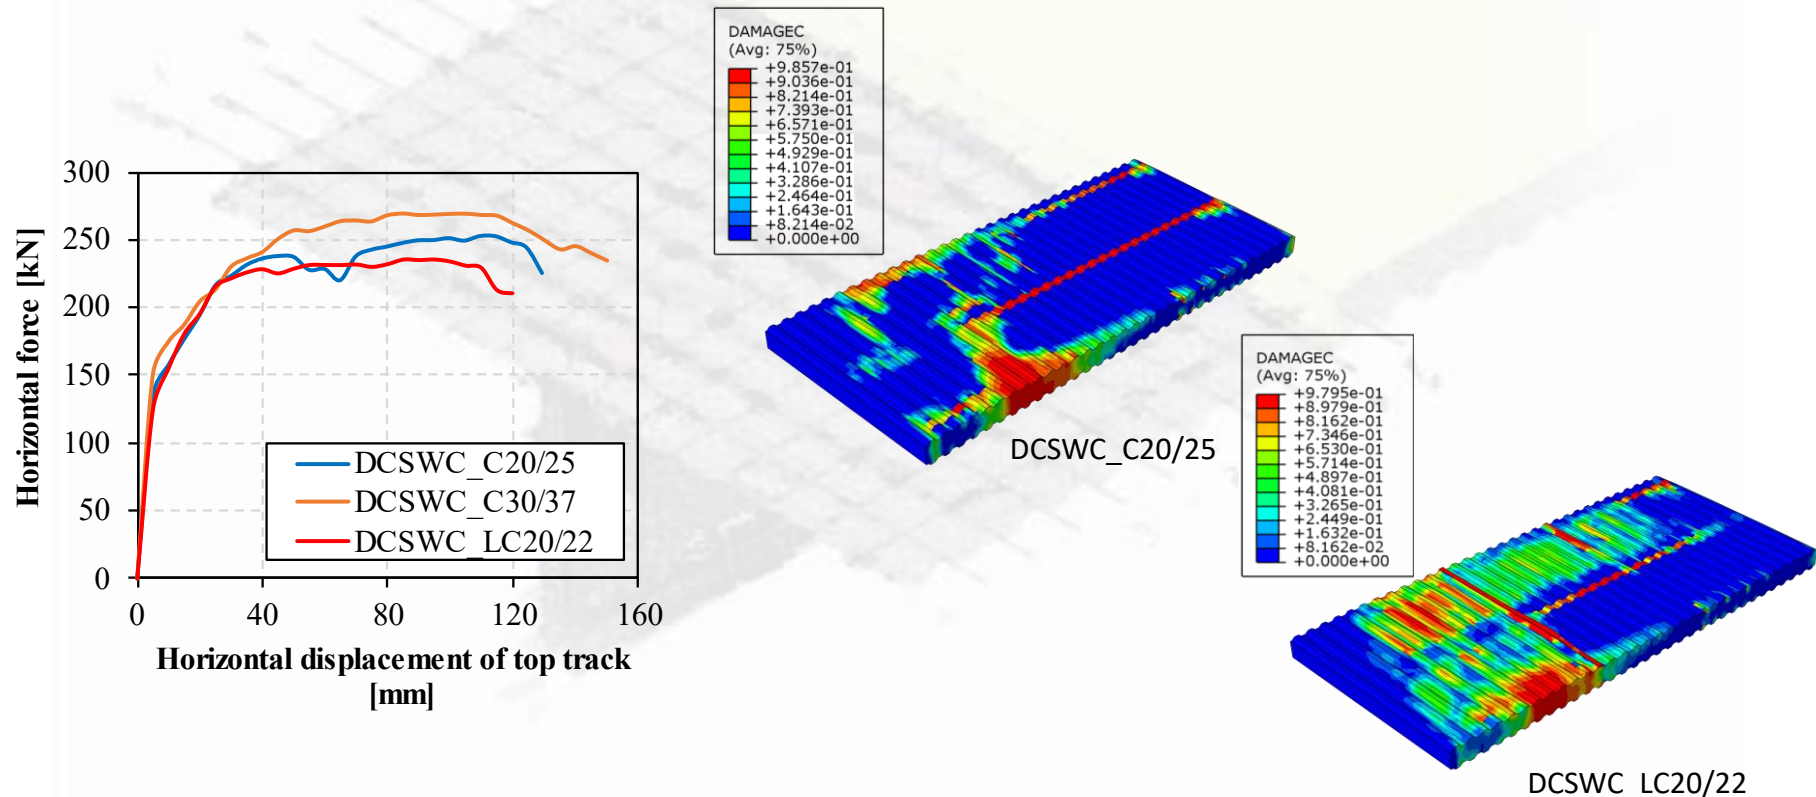 300
250
200
150
100
50
0
0
40
80
120
160
Horizontal force [kN]
Horizontal displacement of top track
[mm]
DCSWC_C20/25
DCSWC_C30/37
DCSWC_LC20/22
DAMAGEC
(Avg: 75%)
+9.857e-01
+9.036e-01
+8.214e-01
+7.393e-01
+6.571e-01
+5.750e-01
+4.929e-01
+4.107e-01
+3.286e-01
+2.464e-01
+1.643e-01
+8.214e-02
+0.000e+00
DCSWC_C20/25
DAMAGEC
(Avg: 75%)
+9.795e-01
+8.979e-01
+8.162e-01
+7.346e-01
+6.530e-01
+5.714e-01
+4.897e-01
+4.081e-01
+3.265e-01
+2.449e-01
+1.632e-01
+8.162e-02
+0.000e+00
DCSWC LC20/22